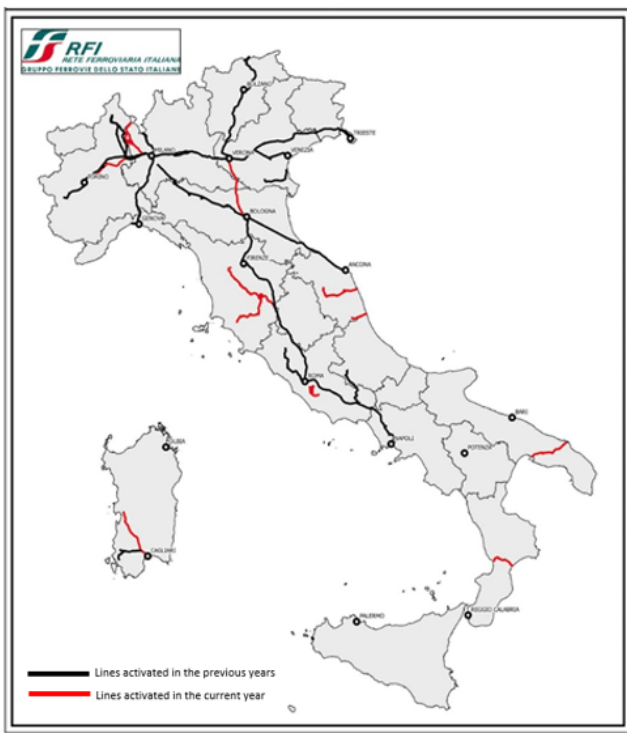 RFI
RETE FERROVIARIA ITALIANA
GRUPPO FERROVIE DELLO STATO ITALIANE
BOLZANO
TRIESTE
MILANO
VERONA
VENEZIA
TORINO
GENOVA
BOLOGNA
FIRENZE
ANCONA
ROMA
BARI
NAPOLI
POTENZA
OLBIA
CAGLIARI
PALERMO
REGGIO CALABRIA
Lines activated in the previous years
Lines activated in the current year